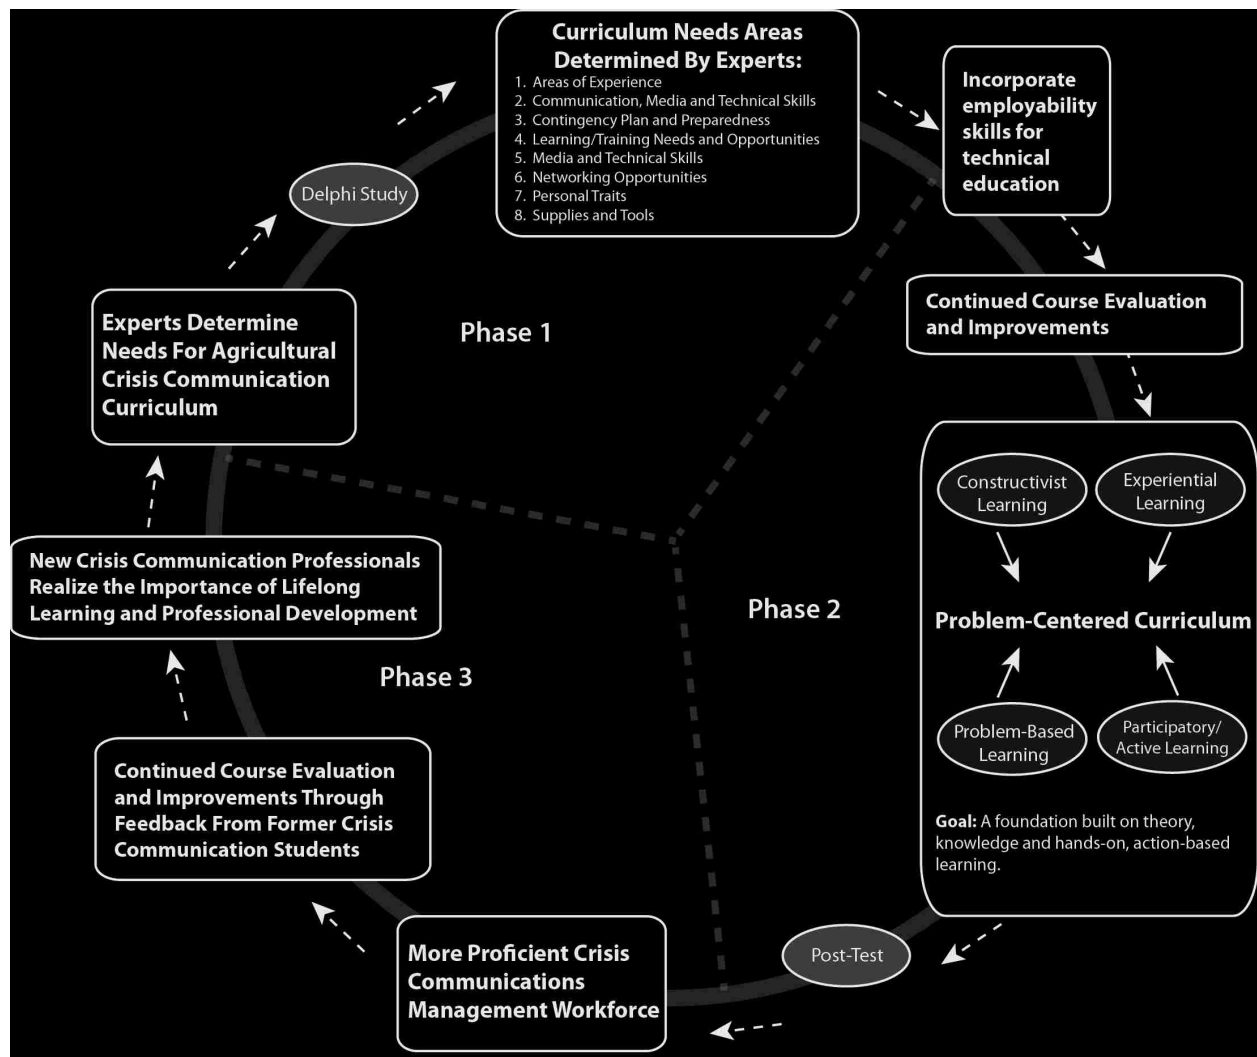 Curriculum Needs Areas
Determined By Experts:
1. Areas of Experience
2. Communication, Media and Technical Skills
3. Contingency Plan and Preparedness
4. Learning/Training Needs and Opportunities
5. Media and Technical Skills
6. Networking Opportunities
7. Personal Traits
8. Supplies and Tools
Incorporate
employability
skills for
technical
education
Delphi Study
Continued Course Evaluation
and Improvements
Experts Determine
Needs For Agricultural
Crisis Communication
Curriculum
Phase 1
Constructivist
Learning
Experiential
Learning
Problem-Centered Curriculum
Problem-Based
Learning
Participatory/
Active Learning
Goal: A foundation built on theory,
knowledge and hands-on, action-based
learning.
Phase 2
New Crisis Communication Professionals
Realize the Importance of Lifelong
Learning and Professional Development
Phase 3
Continued Course Evaluation
and Improvements Through
Feedback From Former Crisis
Communication Students
More Proficient Crisis
Communications
Management Workforce
Post-Test